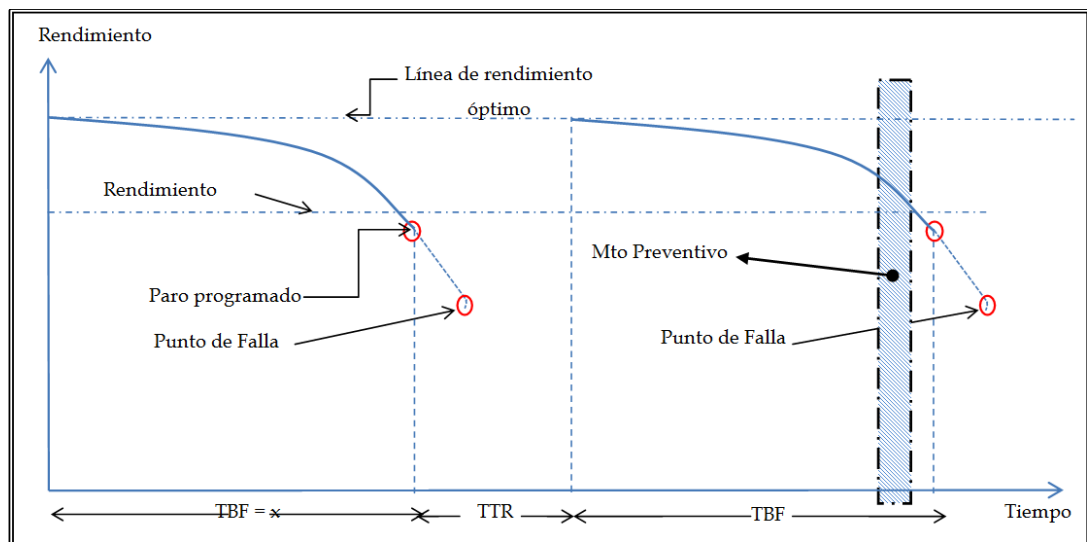 Rendimiento
Línea de rendimiento
óptimo
Rendimiento
Mto Preventivo
Paro programado
Punto de Falla
Punto de Falla
TBF = x
TTR
TBF
Tiempo